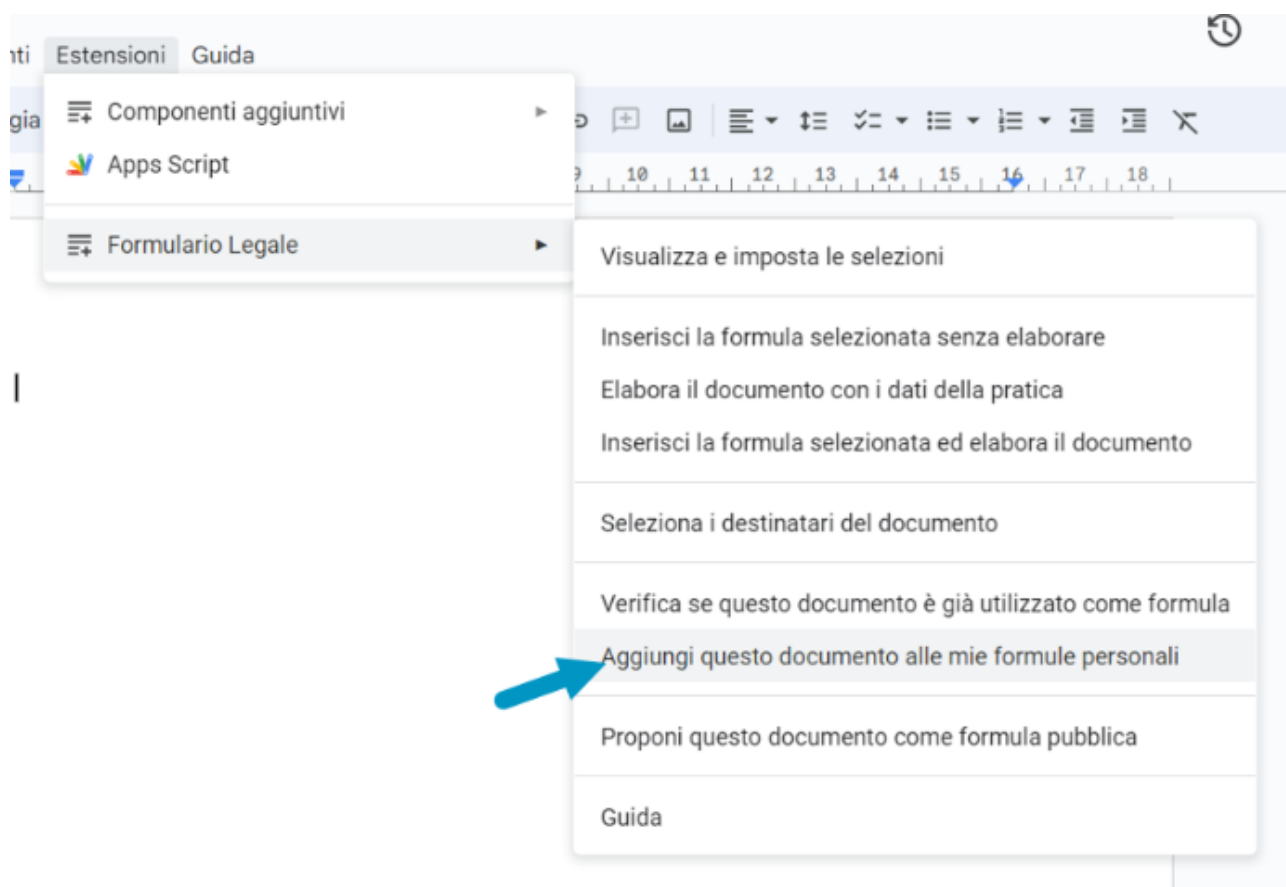 nti Estensioni Guida
gia
Componenti aggiuntivi
Apps Script
Formulario Legale
9 10 11 12 13 14 15 16 17 18
Visualizza e imposta le selezioni
Inserisci la formula selezionata senza elaborare
Elabora il documento con i dati della pratica
Inserisci la formula selezionata ed elabora il documento
Seleziona i destinatari del documento
Verifica se questo documento è già utilizzato come formula
Aggiungi questo documento alle mie formule personali
Proponi questo documento come formula pubblica
Guida